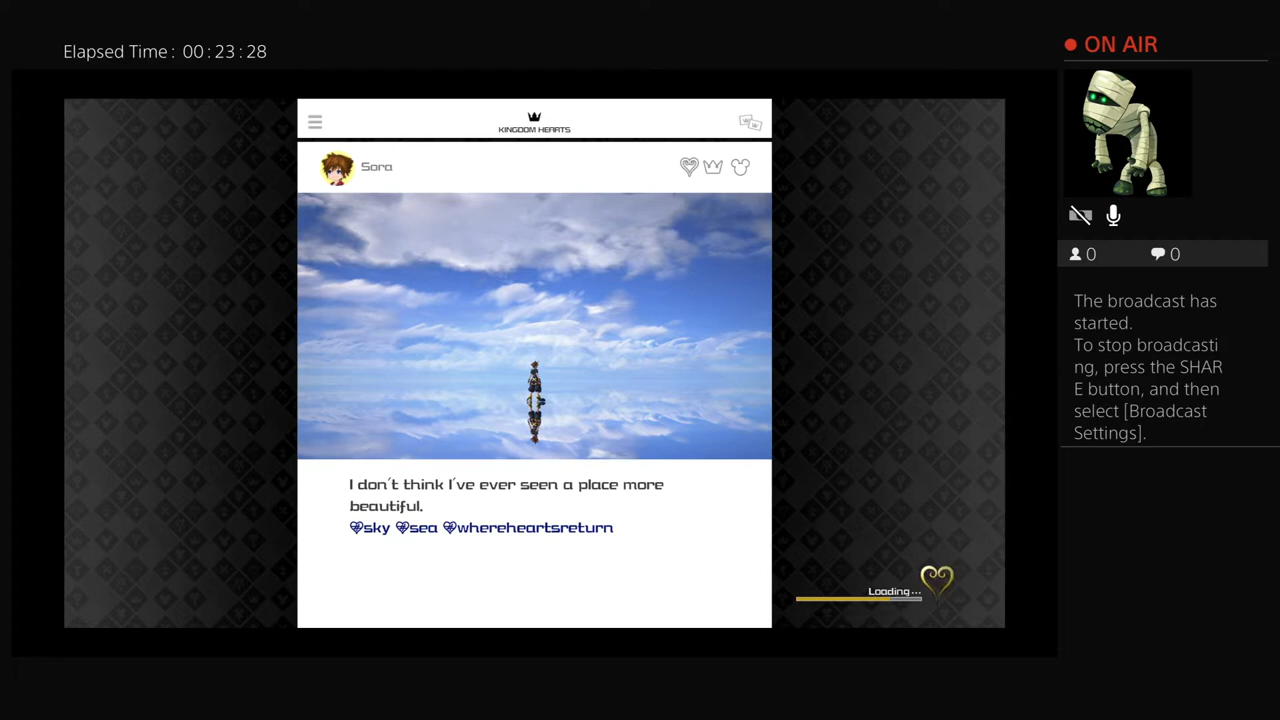 Elapsed Time : 00 : 23 : 28
ON AIR
KINGDOM HEARTS
Sora
I don't think I've ever seen a place more
beautiful.
sky sea whereheartsreturn
Loading...
0 0
The broadcast has
started.
To stop broadcasti
ng, press the SHAR
E button, and then
select [Broadcast
Settings].